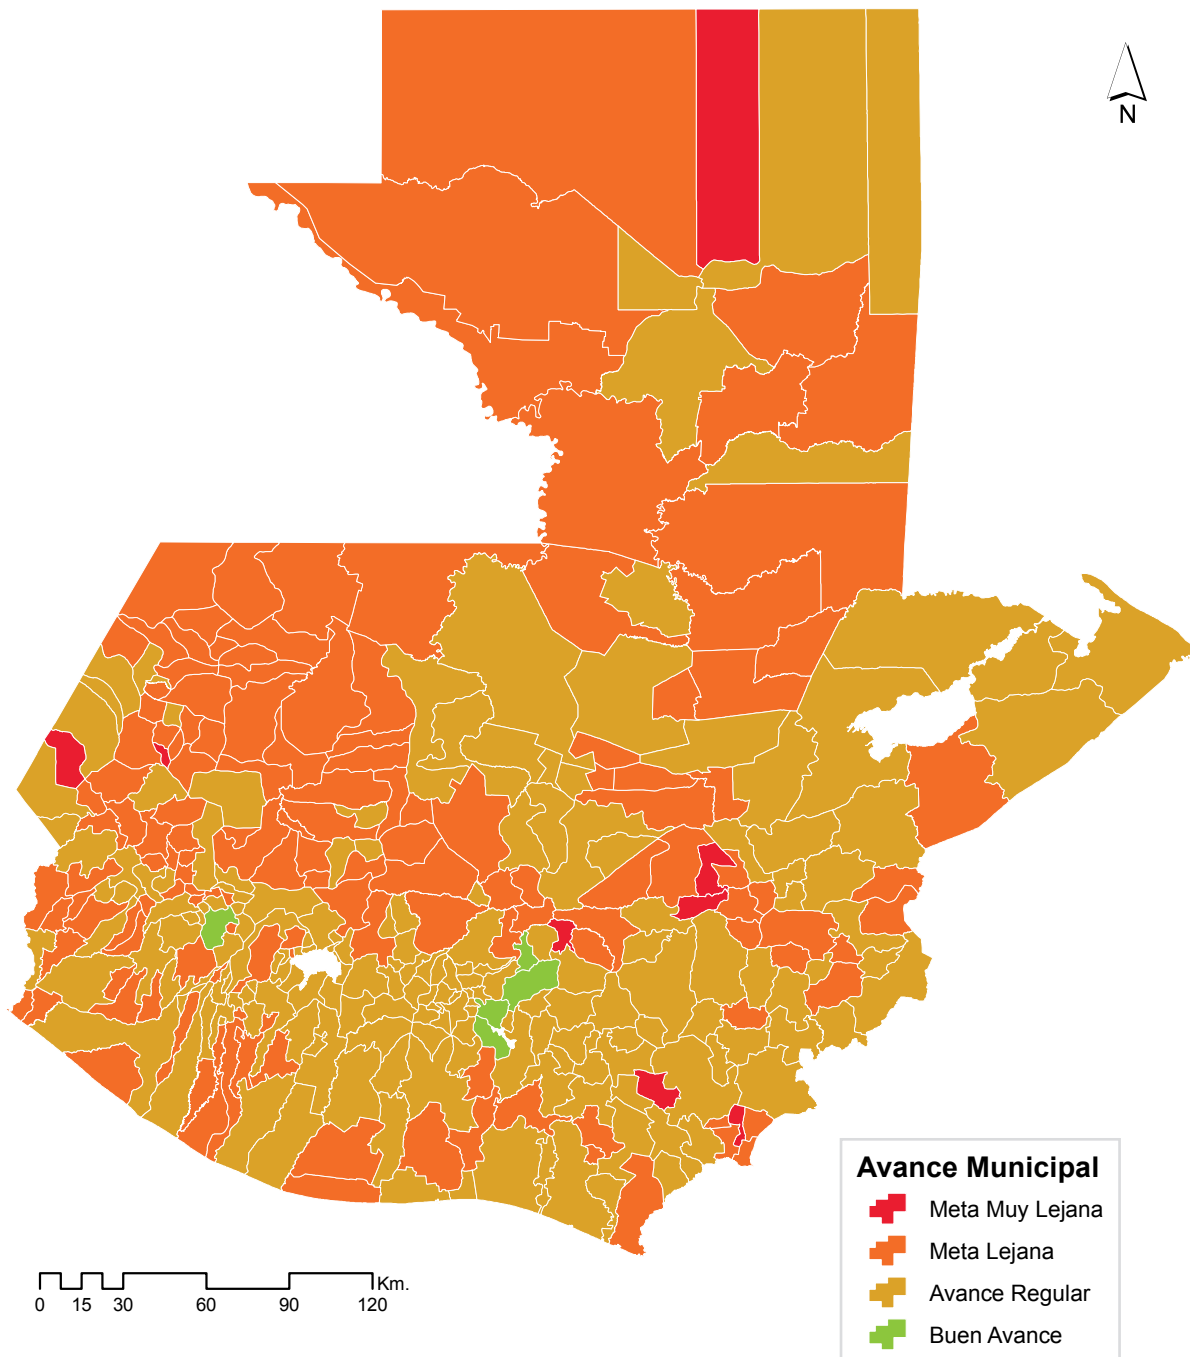 N
Avance Municipal
Meta Muy Lejana
Meta Lejana
Avance Regular
Buen Avance
Km.
0 15 30 60 90 120